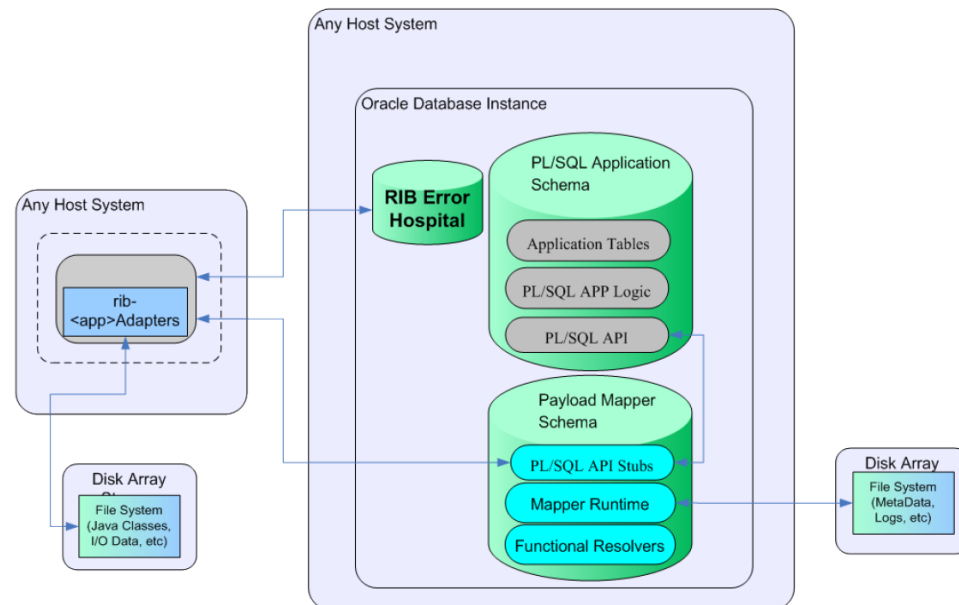 Any Host System
Oracle Database Instance
PL/SQL Application
Schema
RIB Error
Hospital
Application Tables
PL/SQL APP Logic
PL/SQL API
Any Host System
rib-
<app>Adapters
Payload Mapper
Schema
PL/SQL API Stubs
Mapper Runtime
Functional Resolvers
Disk Array
File System
(Java Classes,
I/O Data, etc)
Disk Array
File System
(MetaData,
Logs, etc)